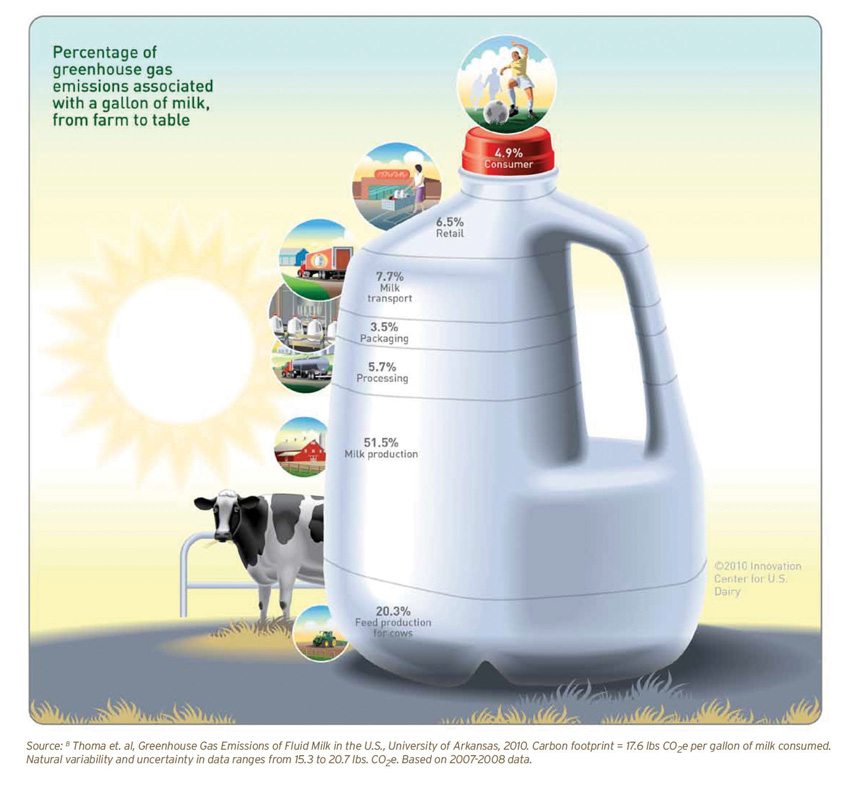 Percentage of
greenhouse gas
emissions associated
with a gallon of milk,
from farm to table
4.9%
Consumer
6.5%
Retail
7.7%
Milk
transport
3.5%
Packaging
5.7%
Processing
51.5%
Milk production
20.3%
Feed production
for cows
©2010 Innovation
Center for U.S.
Dairy
Source: ⁸ Thoma et. al, Greenhouse Gas Emissions of Fluid Milk in the U.S., University of Arkansas, 2010. Carbon footprint = 17.6 lbs CO₂e per gallon of milk consumed.
Natural variability and uncertainty in data ranges from 15.3 to 20.7 lbs. CO₂e. Based on 2007-2008 data.